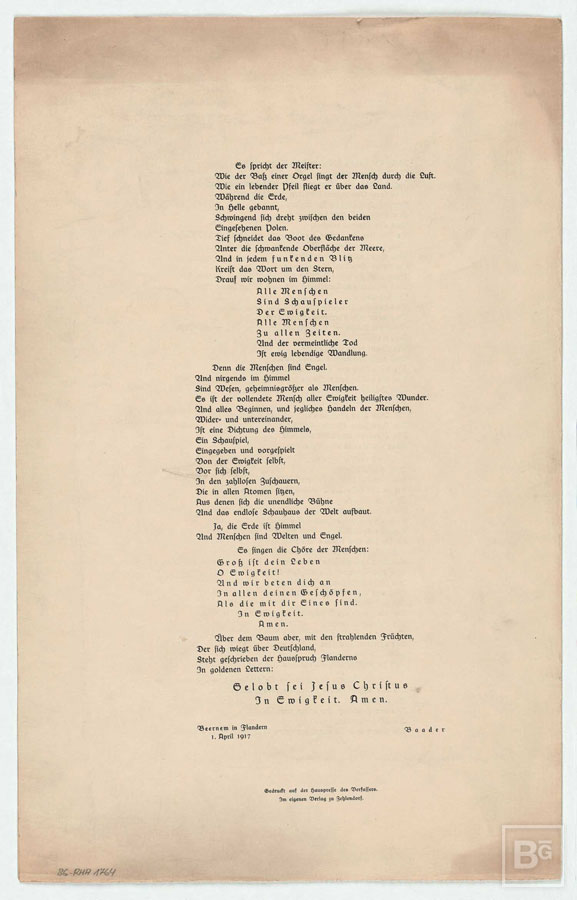 Es spricht der Meister:
Wie der Baß einer Orgel singt der Mensch durch die Luft.
Wie ein lebender Pfeil fliegt er über das Land.
Während die Erde,
In Helle gebannt,
Schwingend sich dreht zwischen den beiden
Eingesehenen Polen.
Tief schneidet das Boot des Gedankens
Unter die schwankende Oberfläche der Meere,
Und in jedem funkenden Blitz
Kreist das Wort um den Stern,
Drauf wir wohnen im Himmel:
Alle Menschen
Sind Schauspieler
Der Ewigkeit.
Alle Menschen
Zu allen Zeiten.
Und der vermeintliche Tod
Ist ewig lebendige Wandlung.
Denn die Menschen sind Engel.
Und nirgends im Himmel
Sind Wesen, geheimnisgrößer als Menschen.
Es ist der vollendete Mensch aller Ewigkeit heiligstes Wunder.
Und alles Beginnen, und jegliches Handeln der Menschen,
Wider- und untereinander,
Ist eine Dichtung des Himmels,
Ein Schauspiel,
Eingegeben und vorgespielt
Von der Ewigkeit selbst,
Vor sich selbst,
In den zahllosen Zuschauern,
Die in allen Atomen sitzen,
Aus denen sich die unendliche Bühne
Und das endlose Schauhaus der Welt aufbaut.
Ja, die Erde ist Himmel
Und Menschen sind Welten und Engel.
Es singen die Chöre der Menschen:
Groß ist dein Leben
O Ewigkeit!
Und wir beten dich an
In allen deinen Geschöpfen,
Als die mit dir Eines sind.
In Ewigkeit.
Amen.
Über dem Baum aber, mit den strahlenden Früchten,
Der sich wiegt über Deutschland,
Steht geschrieben der Hausspruch Flanderns
In goldenen Lettern:
Gelobt sei Jesus Christus
In Ewigkeit. Amen.
Beernem in Flandern
1. April 1917
Baader
Gedruckt auf der Hauspresse des Verfassers.
Im eigenen Verlag zu Zehlendorf.
BG-RHA 1764
BG